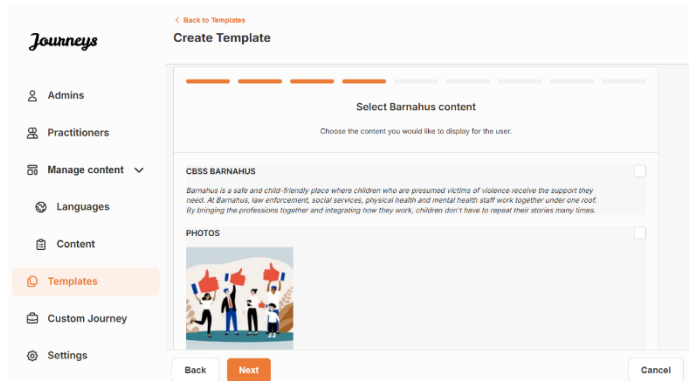 Journeys
Admins
Practitioners
Manage content
Languages
Content
Templates
Custom Journey
Settings
Back to Templates
Create Template
Select Barnahus content
Choose the content you would like to display for the user.
CBSS BARNAHUS
Barnahus is a safe and child-friendly place where children who are presumed victims of violence receive the support they
need. At Barnahus, law enforcement, social services, physical health and mental health staff work together under one roof.
By bringing the professions together and integrating how they work, children don't have to repeat their stories many times.
PHOTOS
Back
Next
Cancel